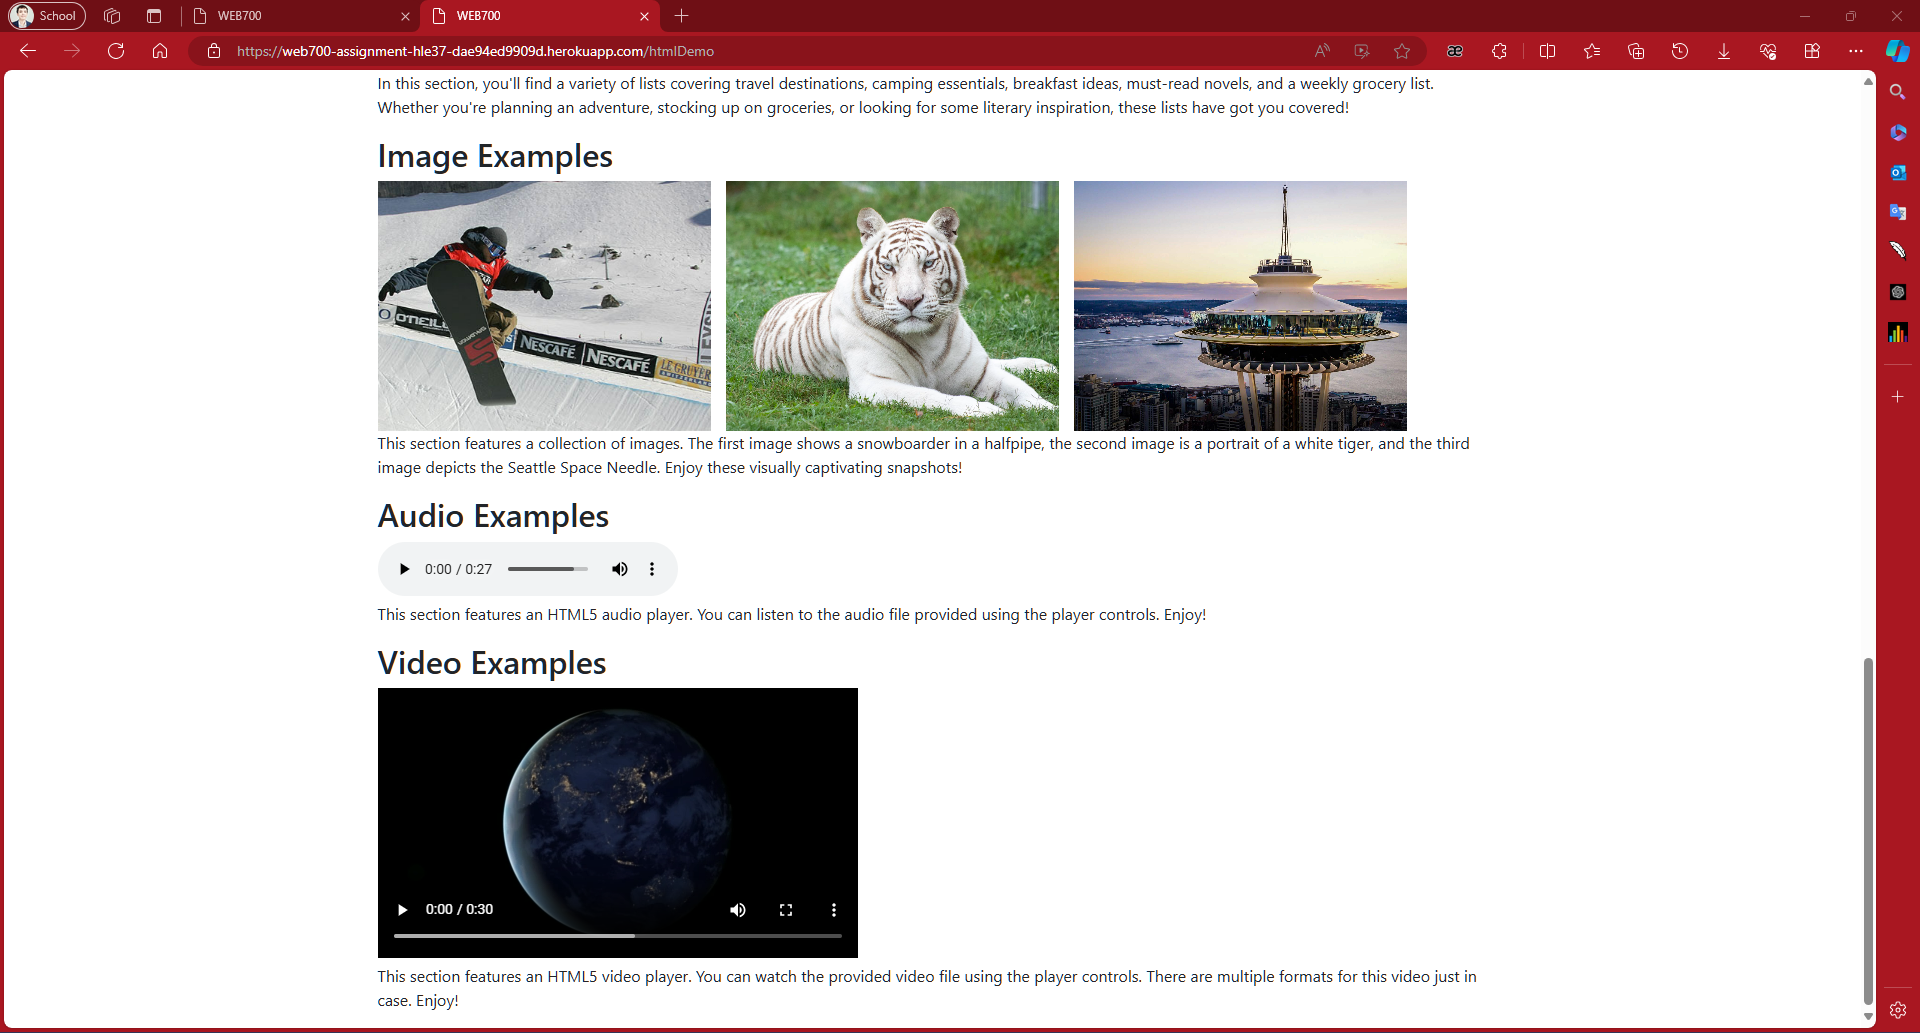 School
WEB700
WEB700
https://web700-assignment-hle37-dae94ed9909d.herokuapp.com/htmlDemo
In this section, you'll find a variety of lists covering travel destinations, camping essentials, breakfast ideas, must-read novels, and a weekly grocery list.
Whether you're planning an adventure, stocking up on groceries, or looking for some literary inspiration, these lists have got you covered!
Image Examples
O'NEILL
NESCAFÉ
NESCAFÉ
LE GRUYÈR
SWITZERLAND
This section features a collection of images. The first image shows a snowboarder in a halfpipe, the second image is a portrait of a white tiger, and the third
image depicts the Seattle Space Needle. Enjoy these visually captivating snapshots!
Audio Examples
0:00 / 0:27
This section features an HTML5 audio player. You can listen to the audio file provided using the player controls. Enjoy!
Video Examples
0:00 / 0:30
This section features an HTML5 video player. You can watch the provided video file using the player controls. There are multiple formats for this video just in
case. Enjoy!